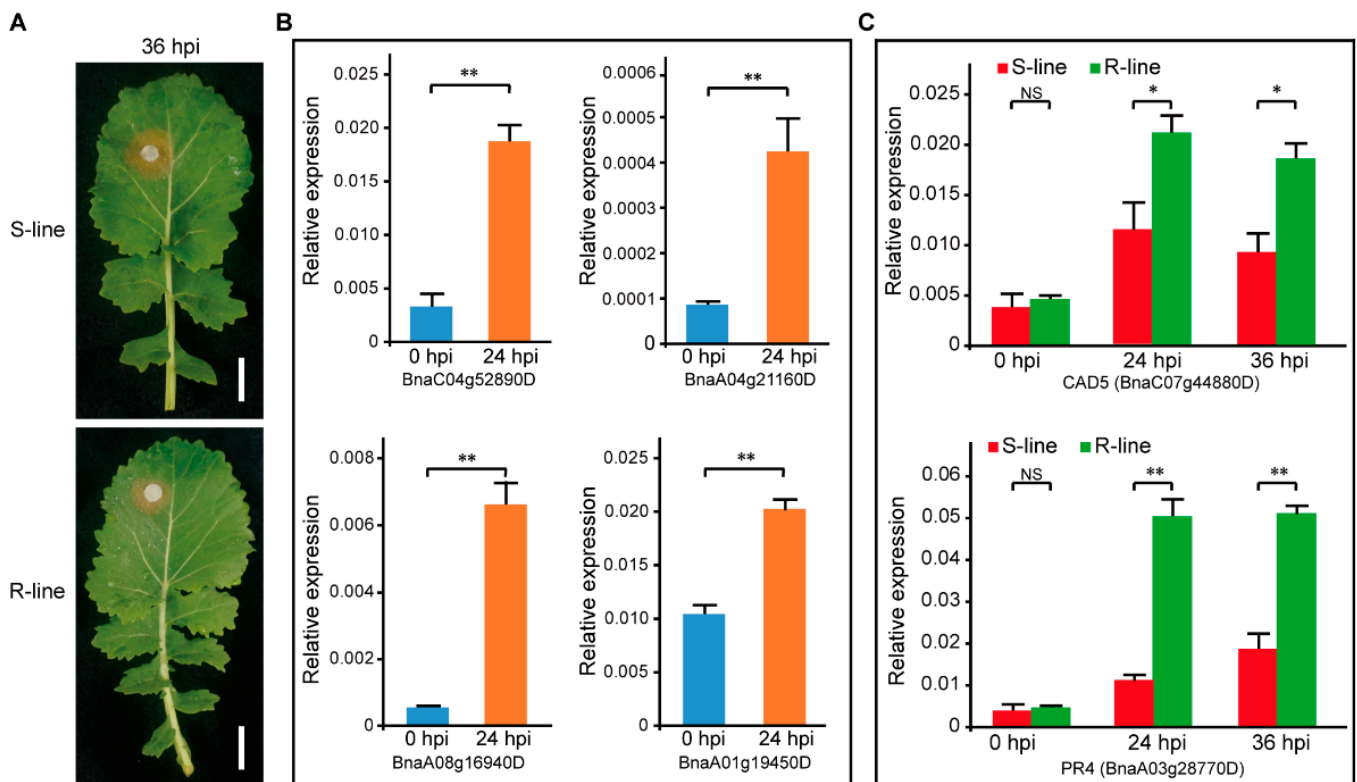 A
36 hpi
S-line
R-line
B
Relative expression
0.025
0.020
0.015
0.010
0.005
0
**
0 hpi
24 hpi
BnaC04g52890D
Relative expression
0.0006
0.0005
0.0004
0.0003
0.0002
0.0001
0
**
0 hpi
24 hpi
BnaA04g21160D
Relative expression
0.008
0.006
0.004
0.002
0
**
0 hpi
24 hpi
BnaA08g16940D
Relative expression
0.025
0.020
0.015
0.010
0.005
0
**
0 hpi
24 hpi
BnaA01g19450D
C
S-line R-line
Relative expression
0.025
0.020
0.015
0.010
0.005
0
NS
*
*
0 hpi
24 hpi
36 hpi
CAD5 (BnaC07g44880D)
S-line R-line
Relative expression
0.06
0.05
0.04
0.03
0.02
0.01
0
NS
**
**
0 hpi
24 hpi
36 hpi
PR4 (BnaA03g28770D)